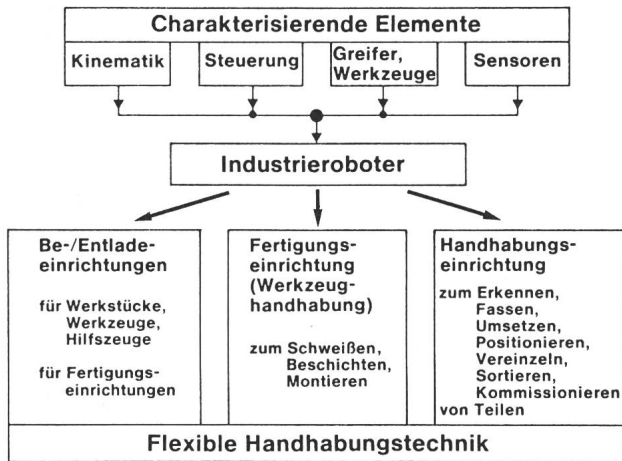 Charakterisierende Elemente
Kinematik
Steuerung
Greifer,
Werkzeuge
Sensoren
Industrieroboter
Be-/Entlade-
einrichtungen
für Werkstücke,
Werkzeuge,
Hilfszeuge
für Fertigungs-
einrichtungen
Fertigungs-
einrichtung
(Werkzeug-
handhabung)
zum Schweißen,
Beschichten,
Montieren
Handhabungs-
einrichtung
zum Erkennen,
Fassen,
Umsetzen,
Positionieren,
Vereinzeln,
Sortieren,
Kommissionieren
von Teilen
Flexible Handhabungstechnik